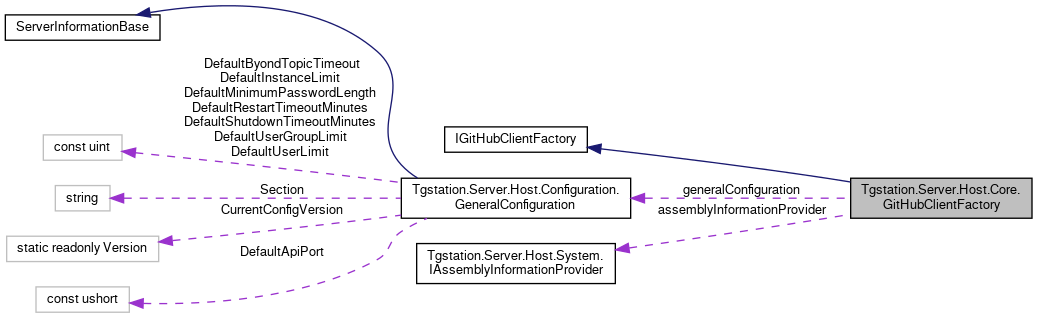 ServerInformationBase
DefaultByondTopicTimeout
DefaultInstanceLimit
DefaultMinimumPasswordLength
DefaultRestartTimeoutMinutes
DefaultShutdownTimeoutMinutes
DefaultUserGroupLimit
DefaultUserLimit
const uint
string
Section
CurrentConfigVersion
static readonly Version
DefaultApiPort
const ushort
IGitHubClientFactory
Tgstation.Server.Host.Configuration.
GeneralConfiguration
generalConfiguration
assemblyInformationProvider
Tgstation.Server.Host.System.
IAssemblyInformationProvider
Tgstation.Server.Host.Core.
GitHubClientFactory